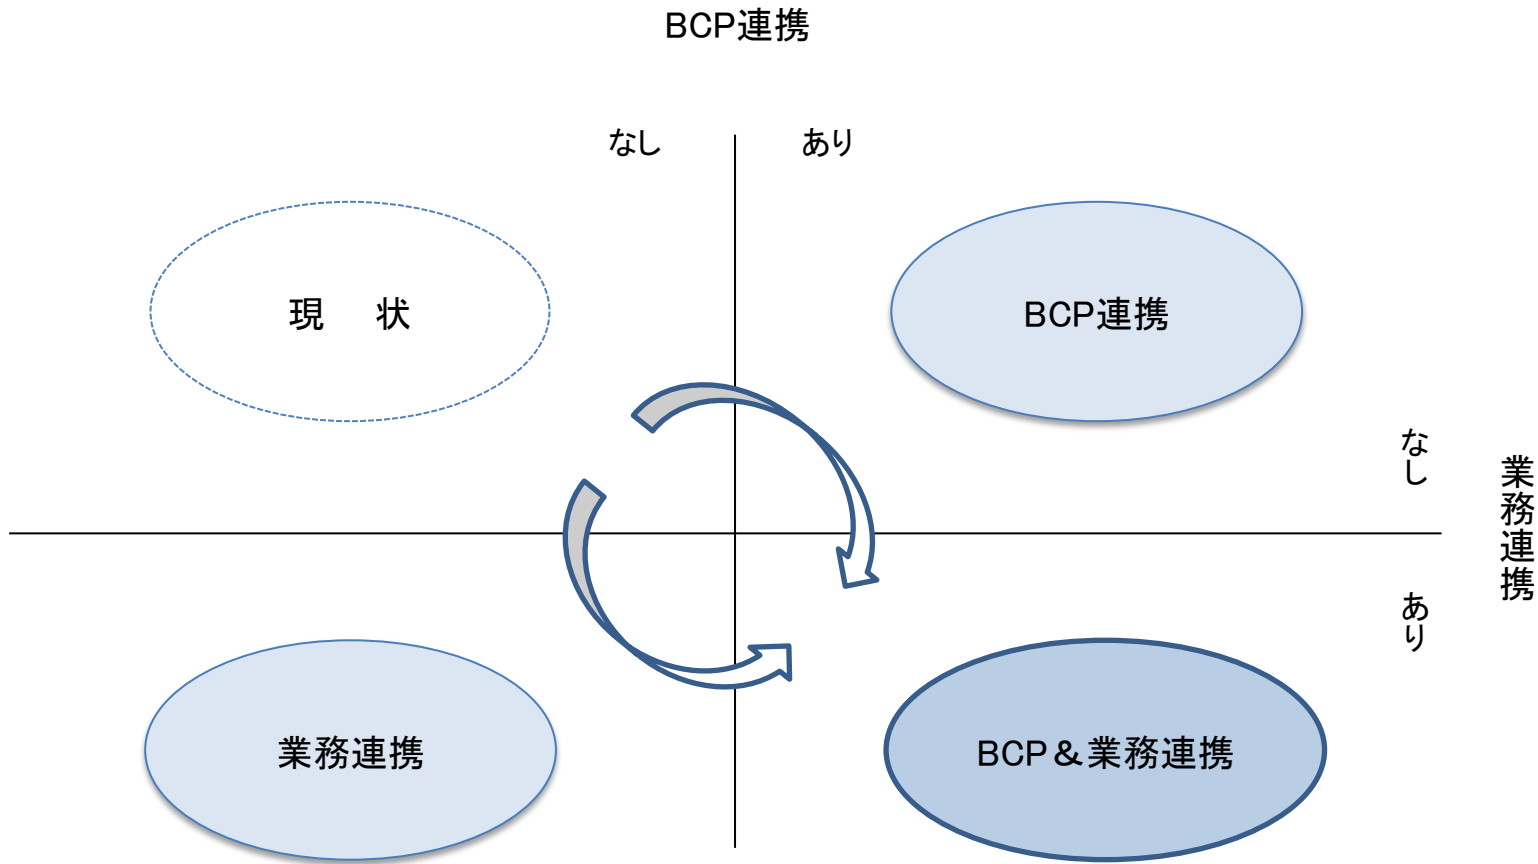 BCP連携
なし
あり
現　状
BCP連携
なし
業務連携
あり
業務連携
BCP＆業務連携